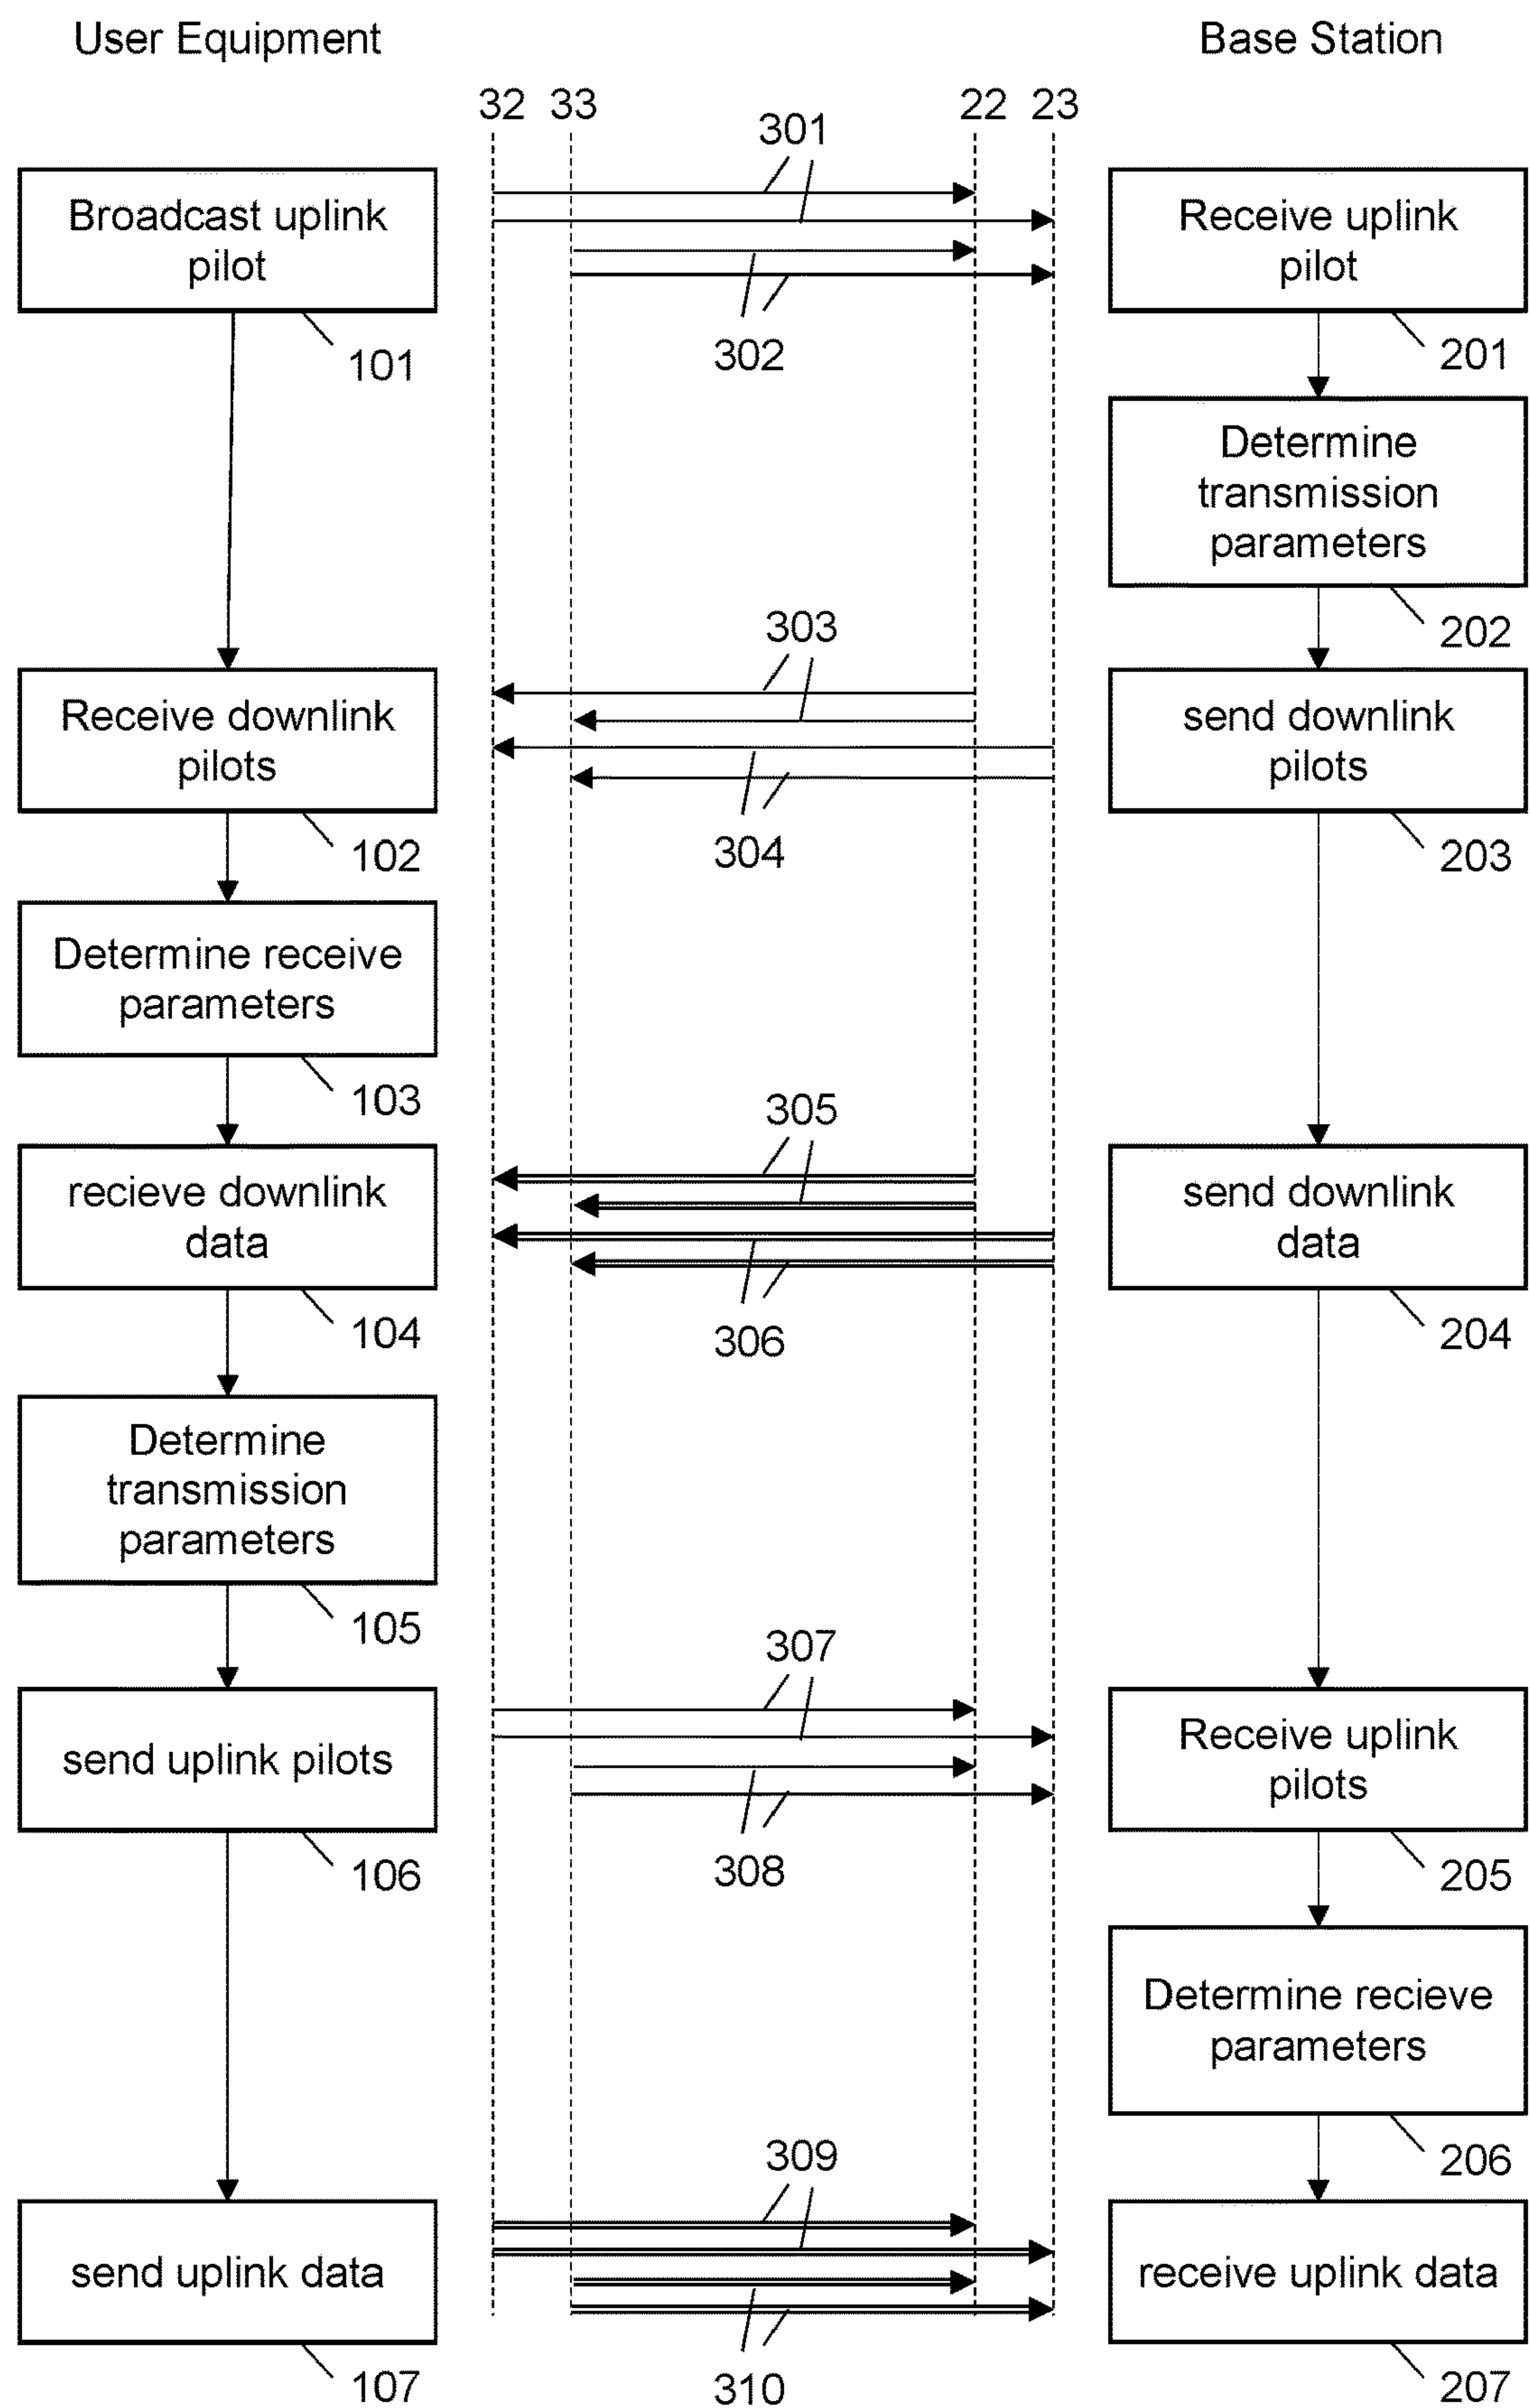 User Equipment
Base Station
32 33 22 23
301
Broadcast uplink
pilot
Receive uplink
pilot
302
101
201
Determine
transmission
parameters
303
202
Receive downlink
pilots
send downlink
pilots
304
102
203
Determine receive
parameters
103
305
recieve downlink
data
send downlink
data
306
104
204
Determine
transmission
parameters
105
307
send uplink pilots
Receive uplink
pilots
308
106
205
Determine recieve
parameters
309
206
send uplink data
receive uplink data
107
310
207